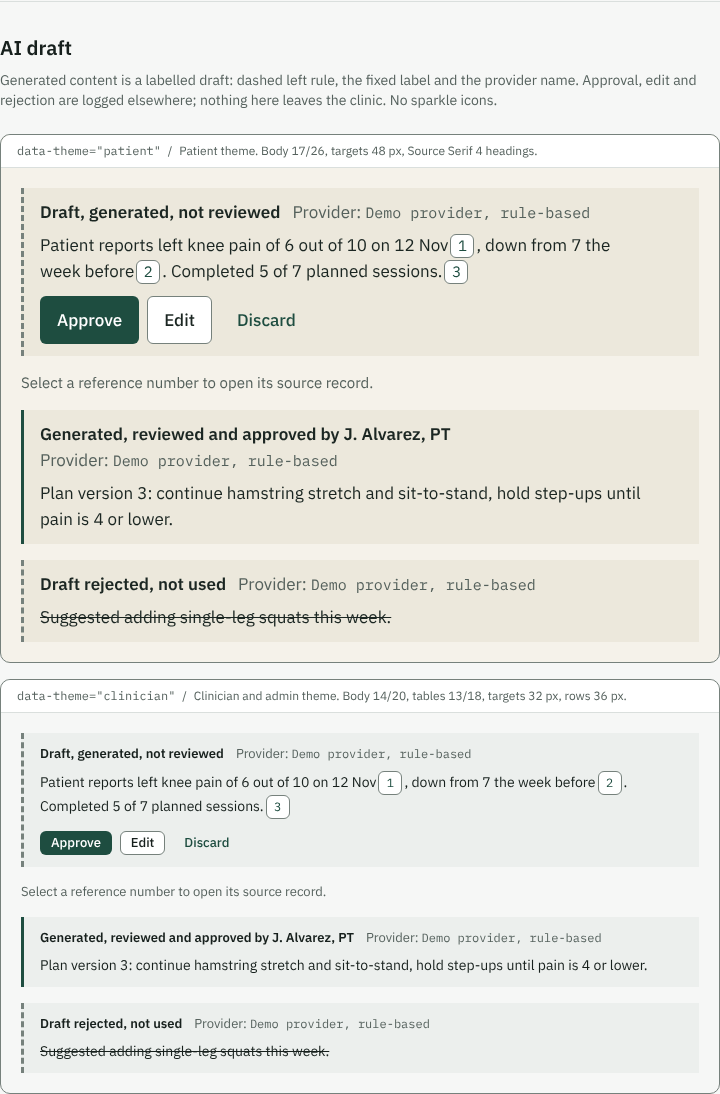 AI draft
Generated content is a labelled draft: dashed left rule, the fixed label and the provider name. Approval, edit and
rejection are logged elsewhere; nothing here leaves the clinic. No sparkle icons.
data-theme="patient" / Patient theme. Body 17/26, targets 48 px, Source Serif 4 headings.
Draft, generated, not reviewed Provider: Demo provider, rule-based
Patient reports left knee pain of 6 out of 10 on 12 Nov 1 , down from 7 the
week before 2 . Completed 5 of 7 planned sessions. 3
Approve Edit Discard
Select a reference number to open its source record.
Generated, reviewed and approved by J. Alvarez, PT
Provider: Demo provider, rule-based
Plan version 3: continue hamstring stretch and sit-to-stand, hold step-ups until
pain is 4 or lower.
Draft rejected, not used Provider: Demo provider, rule-based
Suggested adding single-leg squats this week.
data-theme="clinician" / Clinician and admin theme. Body 14/20, tables 13/18, targets 32 px, rows 36 px.
Draft, generated, not reviewed Provider: Demo provider, rule-based
Patient reports left knee pain of 6 out of 10 on 12 Nov 1 , down from 7 the week before 2 .
Completed 5 of 7 planned sessions. 3
Approve Edit Discard
Select a reference number to open its source record.
Generated, reviewed and approved by J. Alvarez, PT Provider: Demo provider, rule-based
Plan version 3: continue hamstring stretch and sit-to-stand, hold step-ups until pain is 4 or lower.
Draft rejected, not used Provider: Demo provider, rule-based
Suggested adding single-leg squats this week.